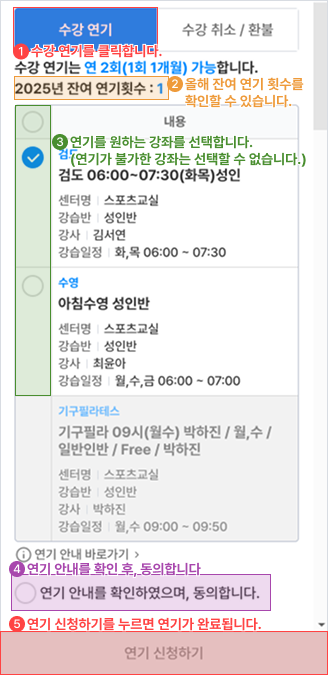 수강 연기
수강 취소 / 환불
1 수강 연기를 클릭합니다.
수강 연기는 연 2회(1회 1개월) 가능합니다.
2025년 잔여 연기횟수 : 1
2 올해 잔여 연기 횟수를
확인할 수 있습니다.
내용
3 연기를 원하는 강좌를 선택합니다.
(연기가 불가한 강좌는 선택할 수 없습니다.)
검도
검도 06:00~07:30(화목)성인
센터명 | 스포츠교실
강습반 | 성인반
강사 | 김서연
강습일정 | 화,목 06:00 ~ 07:30
수영
아침수영 성인반
센터명 | 스포츠교실
강습반 | 성인반
강사 | 최윤아
강습일정 | 월,수,금 06:00 ~ 07:00
기구필라테스
기구필라 09시(월수) 박하진 / 월,수 /
일반인반 / Free / 박하진
센터명 | 스포츠교실
강습반 | 성인반
강사 | 박하진
강습일정 | 월,수 09:00 ~ 09:50
연기 안내 바로가기 >
4 연기 안내를 확인 후, 동의합니다
연기 안내를 확인하였으며, 동의합니다.
5 연기 신청하기를 누르면 연기가 완료됩니다.
연기 신청하기